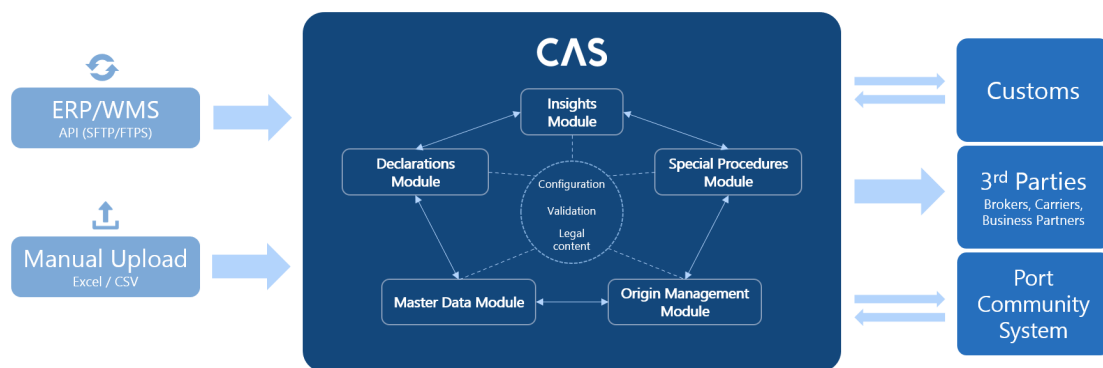 CAS
ERP/WMS
API (SFTP/FTPS)
Manual Upload
Excel / CSV
Insights
Module
Declarations
Module
Special Procedures
Module
Configuration
Validation
Legal
content
Master Data Module
Origin Management
Module
Customs
3rd Parties
Brokers, Carriers,
Business Partners
Port
Community
System